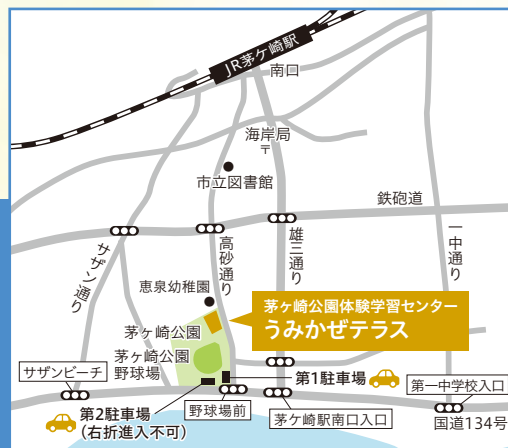 JR茅ケ崎駅
南口
海岸局
〒
市立図書館
鉄砲道
サザン通り
高砂通り
雄三通り
一中通り
恵泉幼稚園
茅ヶ崎公園体験学習センター
うみかぜテラス
茅ヶ崎公園
茅ヶ崎公園
野球場
サザンビーチ
第1駐車場
第一中学校入口
第2駐車場
(右折進入不可)
野球場前
茅ケ崎駅南口入口
国道134号